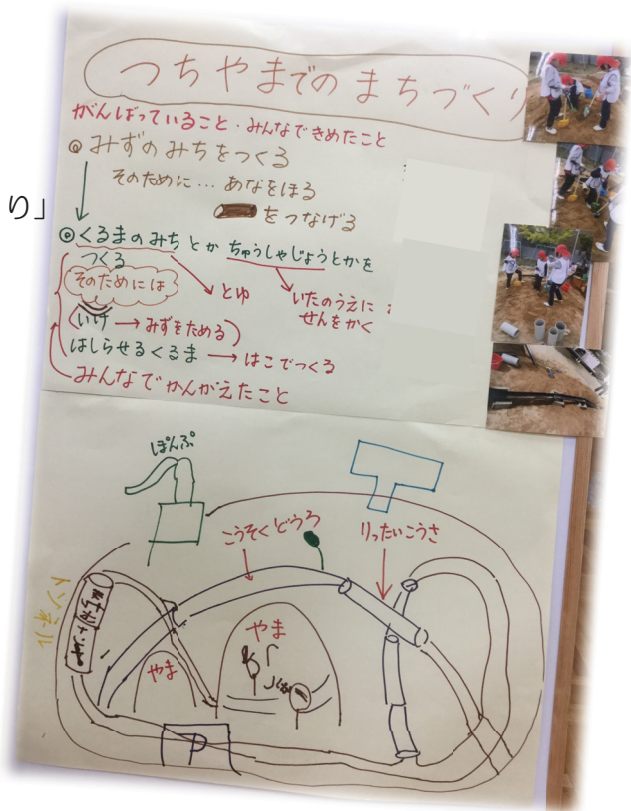 つちやまでのまちづくり
がんばっていること・みんなできめたこと
◎みずのみちをつくる
そのために… あなをほる
をつなげる
り」
◎くるまのみちとか ちゅうしゃじょうとかを
つくる
そのためには
とゆ
いたのうえに
せんをかく
(いけ→みずをためる)
はしらせるくるま→はこでつくる
みんなでかんがえたこと
ぽんぷ
こうそくどうろ
りったいこうさ
トンネル
やま
やま
P